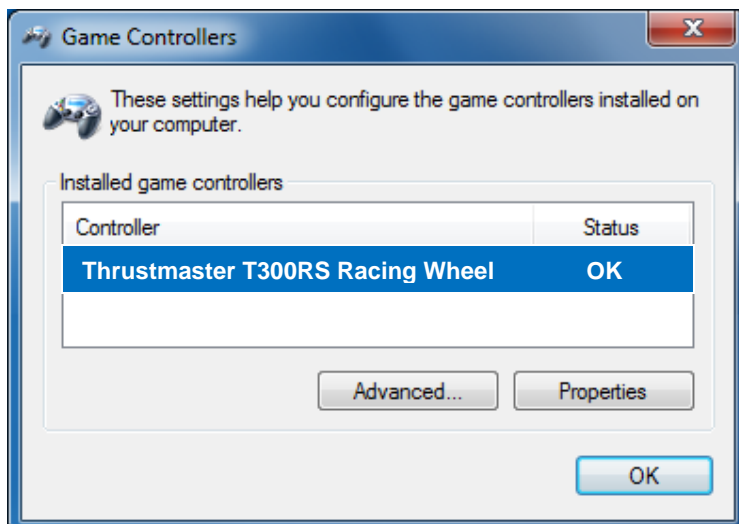 Game Controllers
These settings help you configure the game controllers installed on
your computer.
Installed game controllers
Controller Status
Thrustmaster T300RS Racing Wheel OK
Advanced... Properties
OK